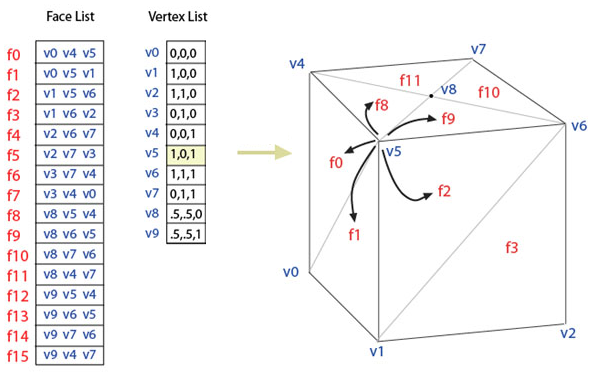 Face List
f0 v0 v4 v5
f1 v0 v5 v1
f2 v1 v5 v6
f3 v1 v6 v2
f4 v2 v6 v7
f5 v2 v7 v3
f6 v3 v7 v4
f7 v3 v4 v0
f8 v8 v5 v4
f9 v8 v6 v5
f10 v8 v7 v6
f11 v8 v4 v7
f12 v9 v5 v4
f13 v9 v6 v5
f14 v9 v7 v6
f15 v9 v4 v7
Vertex List
v0 0,0,0
v1 1,0,0
v2 1,1,0
v3 0,1,0
v4 0,0,1
v5 1,0,1
v6 1,1,1
v7 0,1,1
v8 .5,.5,0
v9 .5,.5,1
v7
v4
f11
v8
f10
f8
f9
v6
v5
f0
f2
f1
f3
v0
v2
v1